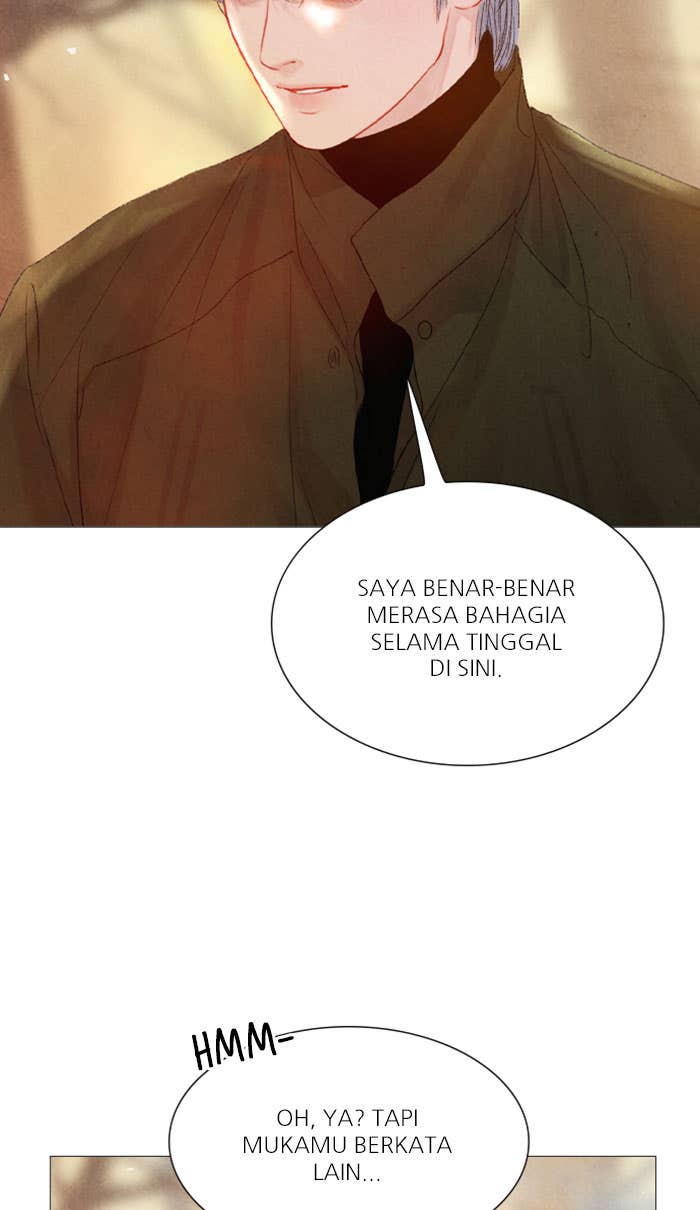 SAYA BENAR-BENAR
MERASA BAHAGIA
SELAMA TINGGAL
DI SINI.
HMM-
OH, YA? TAPI
MUKAMU BERKATA
LAIN...